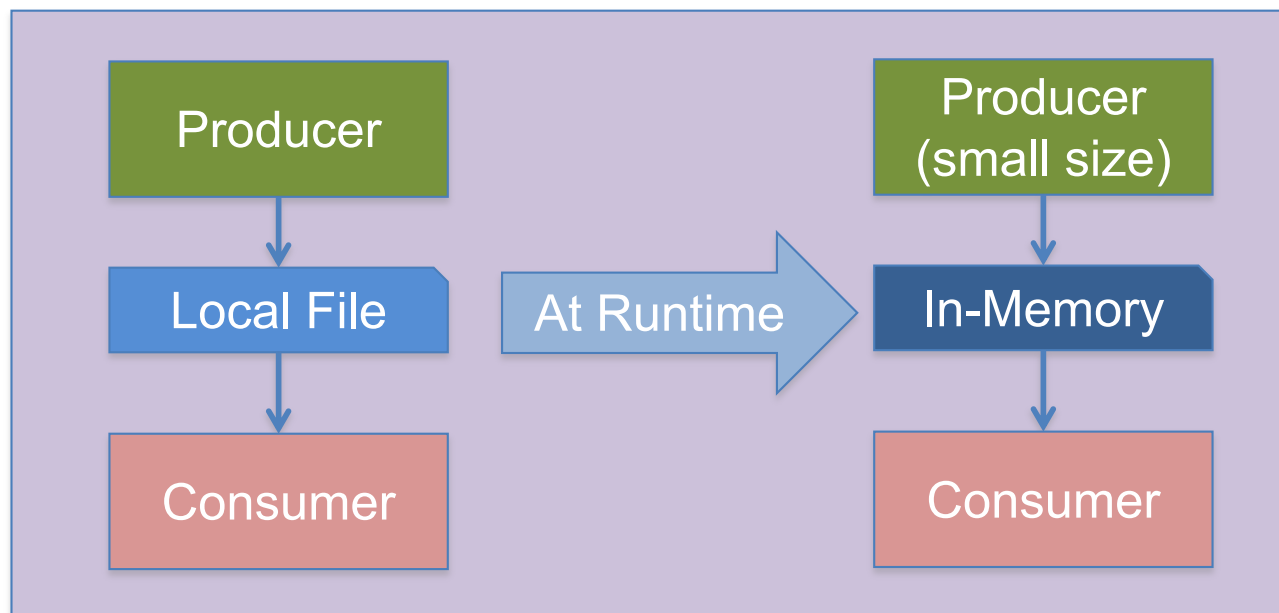 Producer
Local File
Consumer
At Runtime
Producer
(small size)
In-Memory
Consumer